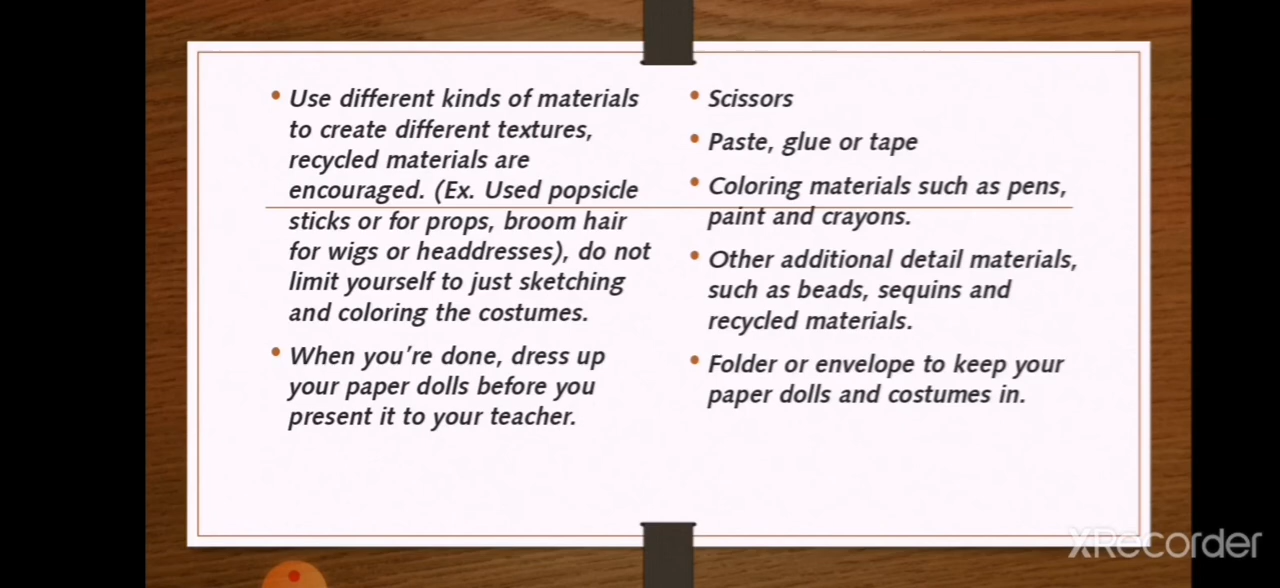 • Use different kinds of materials
to create different textures,
recycled materials are
encouraged. (Ex. Used popsicle
sticks or for props, broom hair
for wigs or headdresses), do not
limit yourself to just sketching
and coloring the costumes.
• When you're done, dress up
your paper dolls before you
present it to your teacher.
• Scissors
• Paste, glue or tape
• Coloring materials such as pens,
paint and crayons.
• Other additional detail materials,
such as beads, sequins and
recycled materials.
• Folder or envelope to keep your
paper dolls and costumes in.
XRecorder